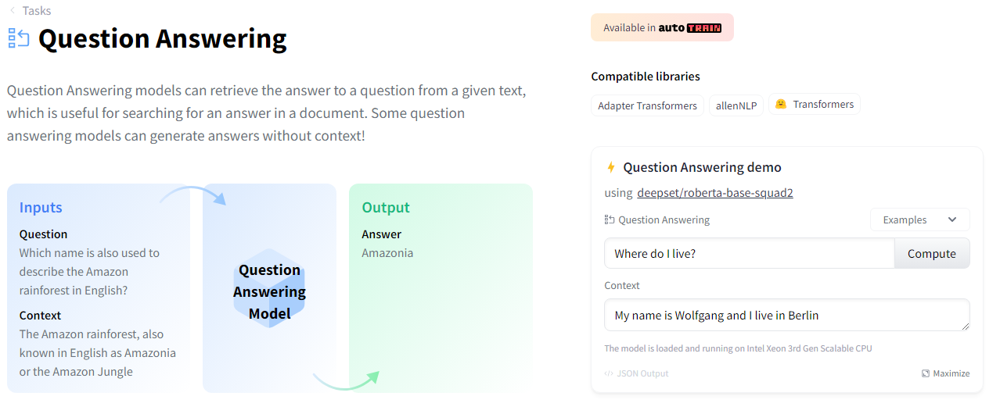 Tasks
Question Answering
Question Answering models can retrieve the answer to a question from a given text,
which is useful for searching for an answer in a document. Some question
answering models can generate answers without context!
Inputs
Question
Which name is also used to
describe the Amazon
rainforest in English?
Context
The Amazon rainforest, also
known in English as Amazonia
or the Amazon Jungle
Question
Answering
Model
Output
Answer
Amazonia
Available in auto TRAIN
Compatible libraries
Adapter Transformers allenNLP Transformers
Question Answering demo
using deepset/roberta-base-squad2
Question Answering Examples
Where do I live? Compute
Context
My name is Wolfgang and I live in Berlin
The model is loaded and running on Intel Xeon 3rd Gen Scalable CPU
</> JSON Output Maximize